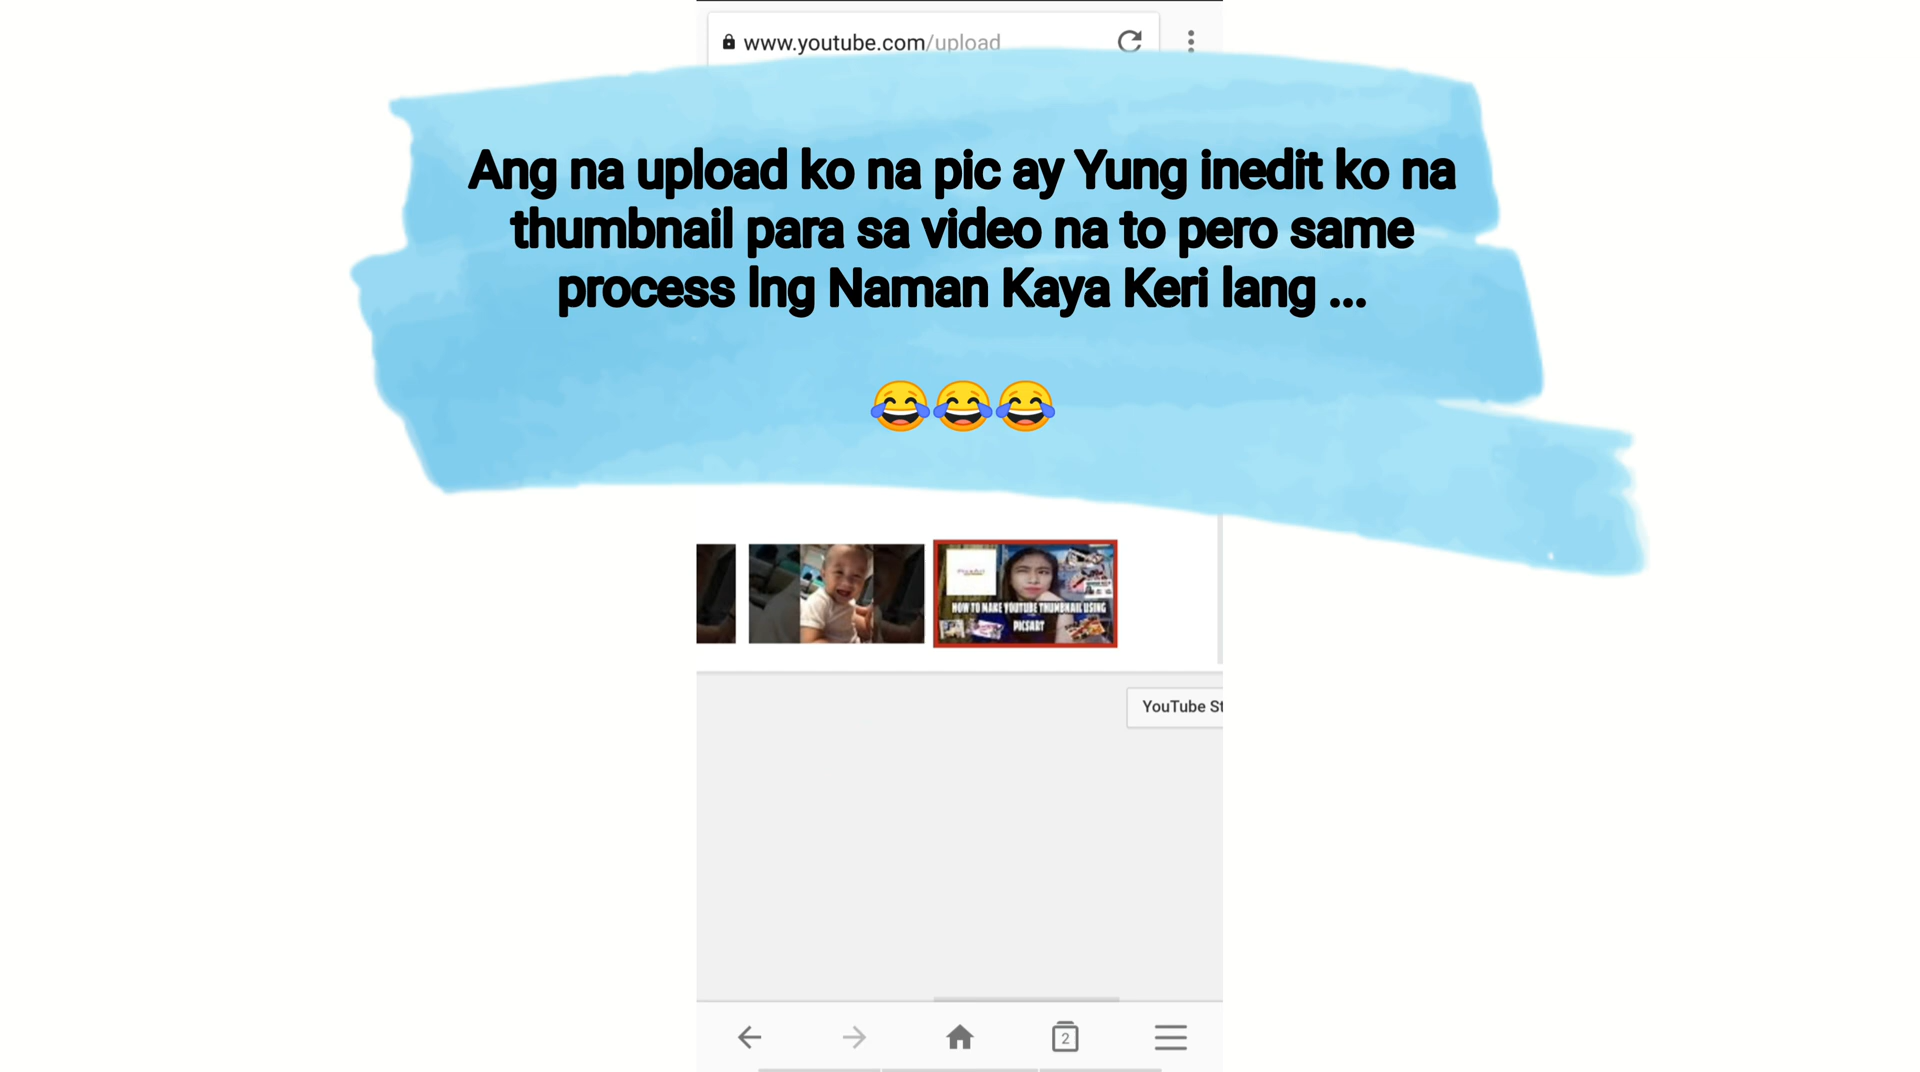 www.youtube.com/upload
Ang na upload ko na pic ay Yung inedit ko na
thumbnail para sa video na to pero same
process lng Naman Kaya Keri lang ...
😂😂😂
HOW TO MAKE YOUTUBE THUMBNAIL USING
PICSART
YouTube St
2